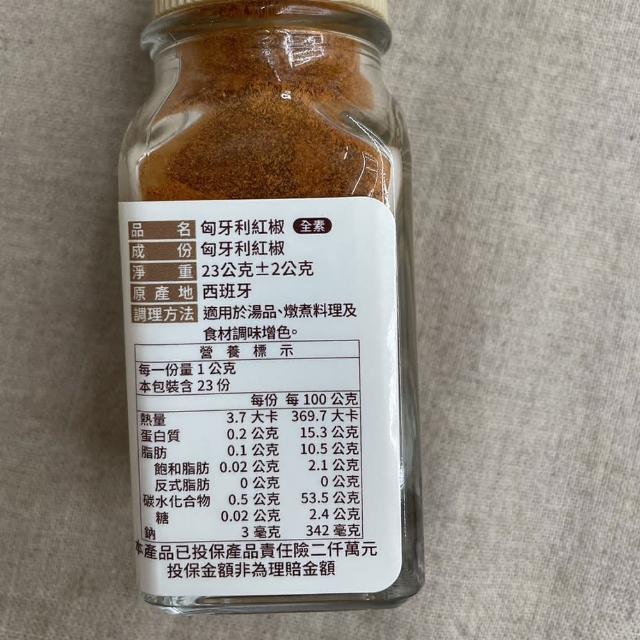 品名 匈牙利紅椒 全素
成份 匈牙利紅椒
淨重 23公克±2公克
原產地 西班牙
調理方法 適用於湯品、燉煮料理及
食材調味增色。
營養標示
每一份量 1 公克
本包裝含 23 份
每份 每 100 公克
熱量 3.7 大卡 369.7 大卡
蛋白質 0.2 公克 15.3 公克
脂肪 0.1 公克 10.5 公克
飽和脂肪 0.02 公克 2.1 公克
反式脂肪 0 公克 0 公克
碳水化合物 0.5 公克 53.5 公克
糖 0.02 公克 2.4 公克
鈉 3 毫克 342 毫克
本產品已投保產品責任險二仟萬元
投保金額非為理賠金額